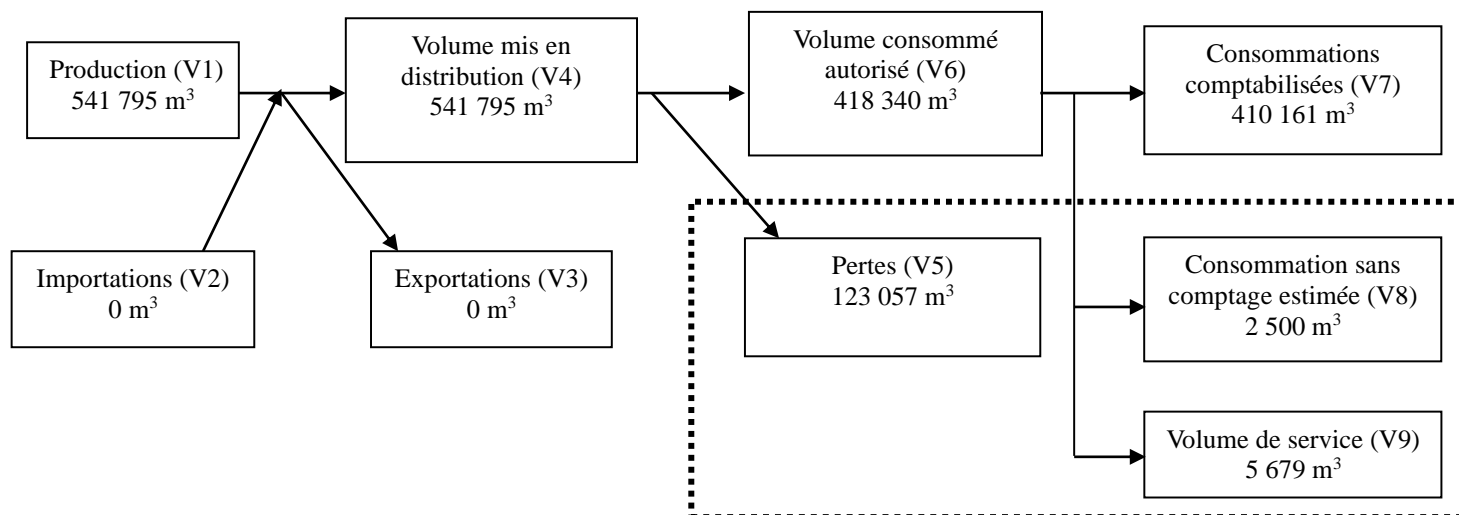 Production (V1)
541 795 m³
Volume mis en
distribution (V4)
541 795 m³
Volume consommé
autorisé (V6)
418 340 m³
Consommations
comptabilisées (V7)
410 161 m³
Importations (V2)
0 m³
Exportations (V3)
0 m³
Pertes (V5)
123 057 m³
Consommation sans
comptage estimée (V8)
2 500 m³
Volume de service (V9)
5 679 m³